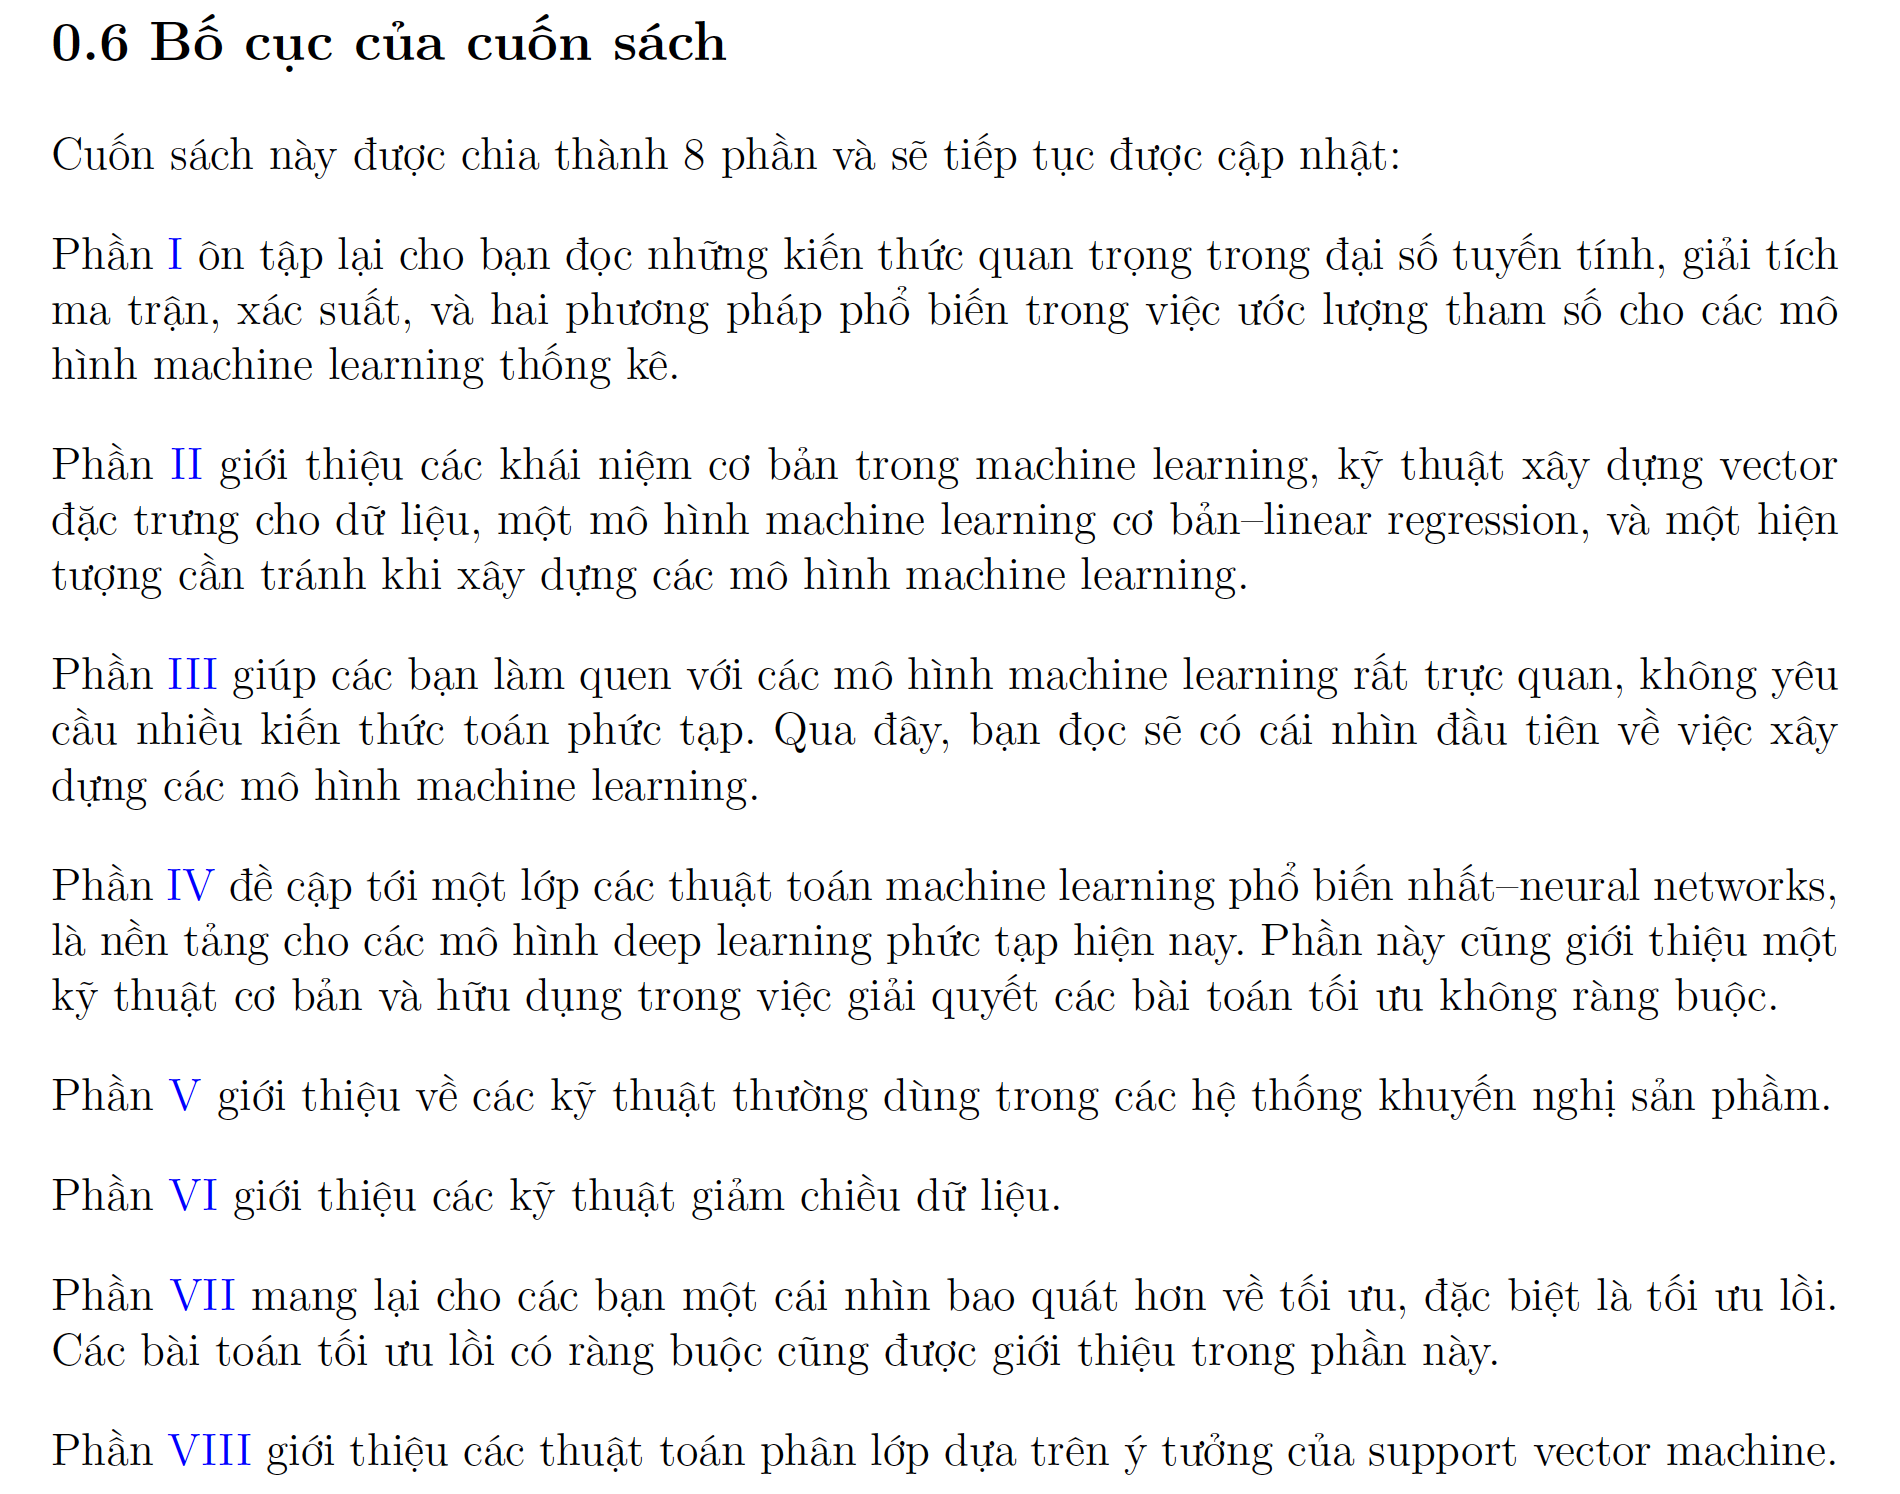 0.6 Bố cục của cuốn sách
Cuốn sách này được chia thành 8 phần và sẽ tiếp tục được cập nhật:
Phần I ôn tập lại cho bạn đọc những kiến thức quan trọng trong đại số tuyến tính, giải tích
ma trận, xác suất, và hai phương pháp phổ biến trong việc ước lượng tham số cho các mô
hình machine learning thống kê.
Phần II giới thiệu các khái niệm cơ bản trong machine learning, kỹ thuật xây dựng vector
đặc trưng cho dữ liệu, một mô hình machine learning cơ bản–linear regression, và một hiện
tượng cần tránh khi xây dựng các mô hình machine learning.
Phần III giúp các bạn làm quen với các mô hình machine learning rất trực quan, không yêu
cầu nhiều kiến thức toán phức tạp. Qua đây, bạn đọc sẽ có cái nhìn đầu tiên về việc xây
dựng các mô hình machine learning.
Phần IV đề cập tới một lớp các thuật toán machine learning phổ biến nhất–neural networks,
là nền tảng cho các mô hình deep learning phức tạp hiện nay. Phần này cũng giới thiệu một
kỹ thuật cơ bản và hữu dụng trong việc giải quyết các bài toán tối ưu không ràng buộc.
Phần V giới thiệu về các kỹ thuật thường dùng trong các hệ thống khuyến nghị sản phầm.
Phần VI giới thiệu các kỹ thuật giảm chiều dữ liệu.
Phần VII mang lại cho các bạn một cái nhìn bao quát hơn về tối ưu, đặc biệt là tối ưu lồi.
Các bài toán tối ưu lồi có ràng buộc cũng được giới thiệu trong phần này.
Phần VIII giới thiệu các thuật toán phân lớp dựa trên ý tưởng của support vector machine.